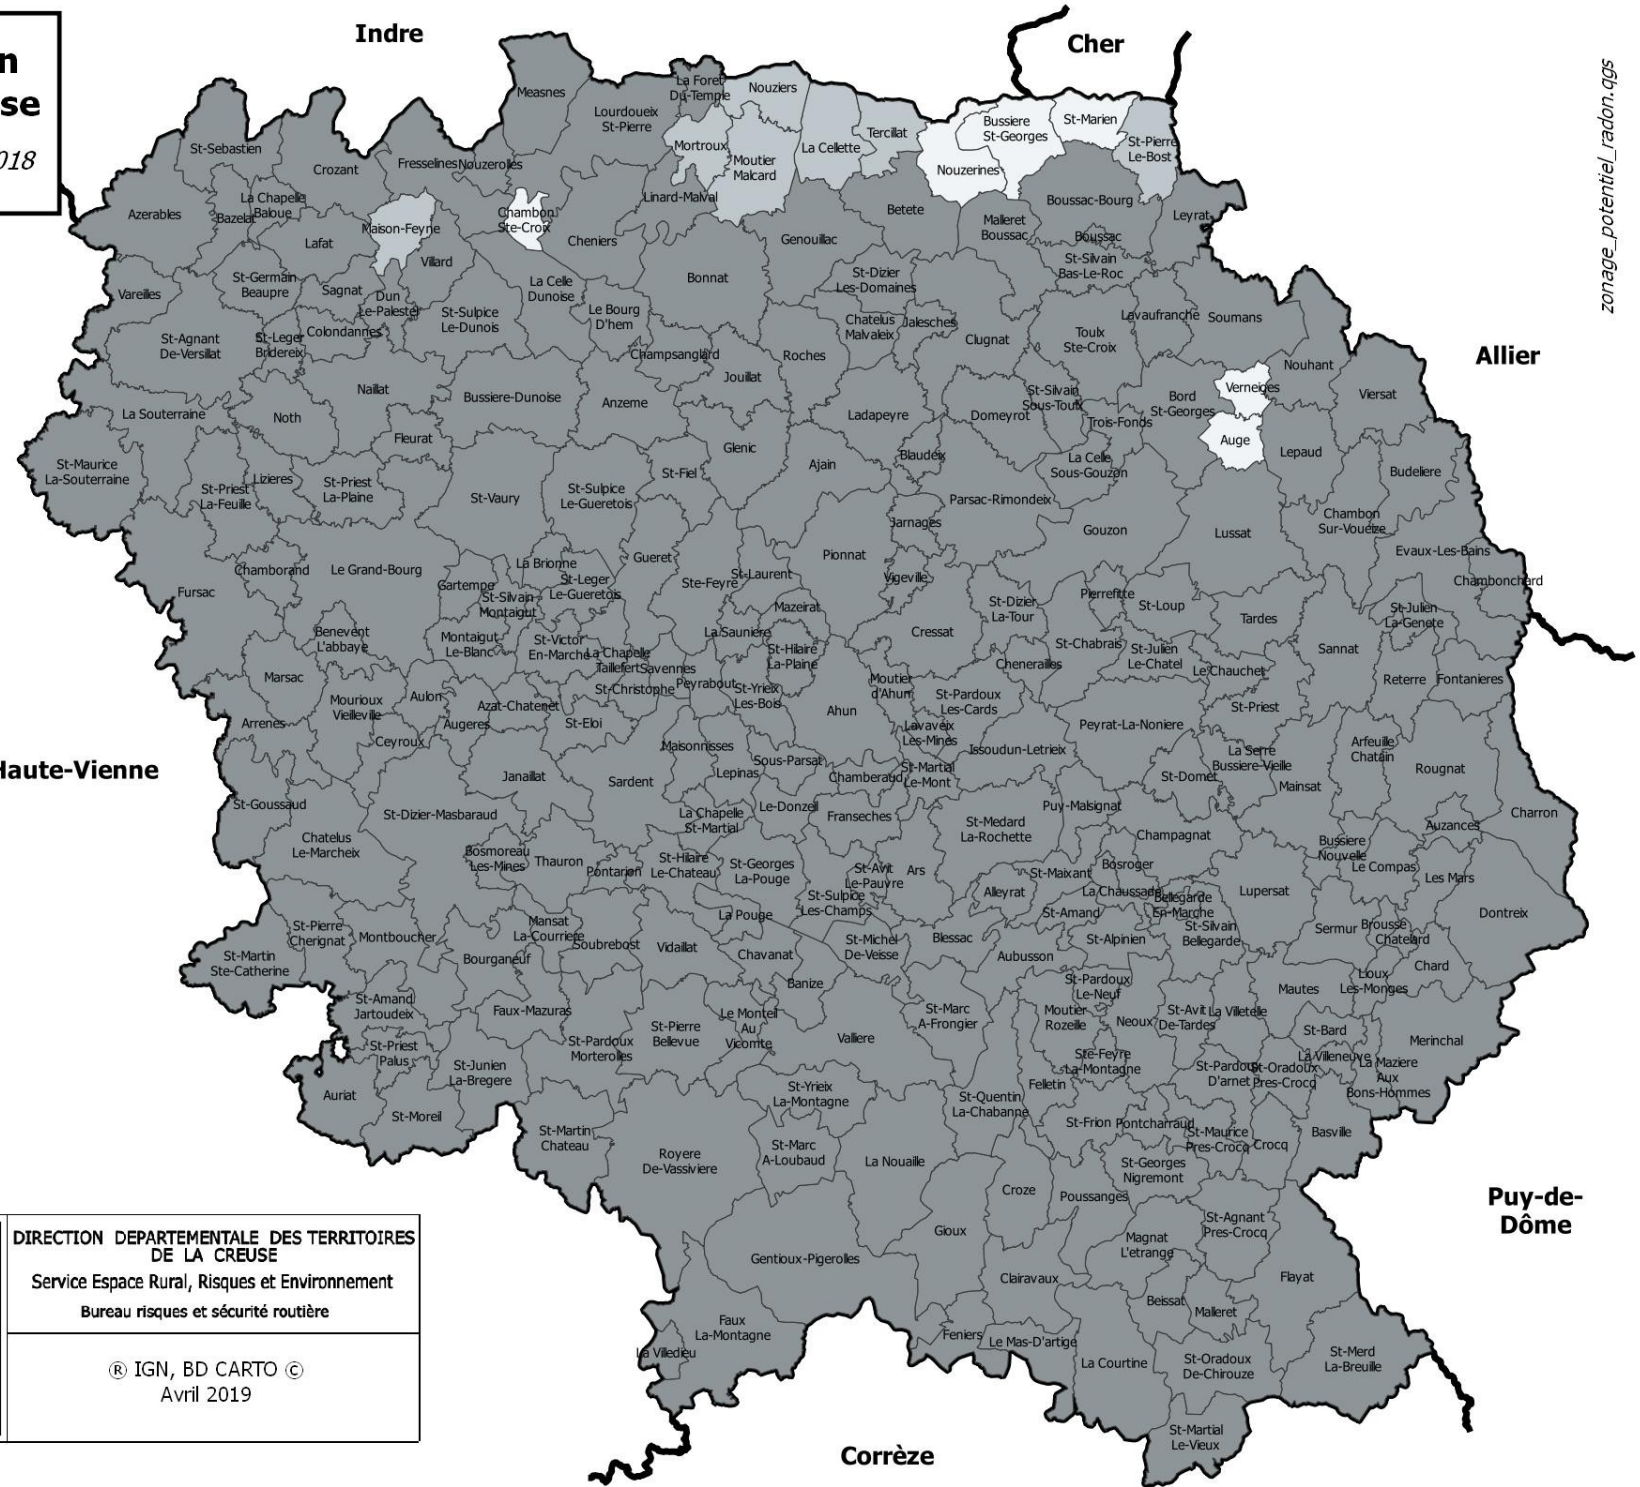 Indre
Cher
n
se
018
zonage_potentiel_radon.qgs
Measnes
La Foret
Du-Temple
Nouziers
Lourdoueix
St-Pierre
Bussiere
St-Georges
St-Marien
Tercillat
St-Sebastien
Mortroux
La Cellette
St-Pierre
Le-Bost
Moutier
Malcard
Crozant
Fresselines
Nouzerolles
Nouzerines
La Chapelle
Baloue
Linard-Malval
Boussac-Bourg
Azerables
Bazelat
Chambon
Ste-Croix
Betete
Leyrat
Malleret
Boussac
Maison-Feyne
Lafat
Cheniers
Genouillac
Boussac
Villard
St-Silvain
Bas-Le-Roc
St-Germain
Beaupre
Bonnat
St-Dizier
Les-Domaines
La Celle
Dunoise
Vareilles
Sagnat
Dun
Le-Palestel
St-Sulpice
Le-Dunois
Le Bourg
D'hem
Chatelus
Malvaleix
Jalesches
Lavaufranche
Soumans
Colondannes
St-Agnant
De-Versillat
St-Leger
Bridereix
Clugnat
Toulx
Ste-Croix
Allier
Champsanglard
Roches
Nouhant
Jouillat
Naillat
Verneiges
Viersat
Bussiere-Dunoise
Anzeme
St-Silvain
Sous-Toulx
Bord
St-Georges
La Souterraine
Noth
Ladapeyre
Domeyrot
Trois-Fonds
Fleurat
Auge
Glenic
Lepaud
Blaudeix
St-Maurice
La-Souterraine
Ajain
La Celle
Sous-Gouzon
St-Fiel
Budeliere
Lizieres
St-Priest
La-Feuille
St-Priest
La-Plaine
St-Vaury
St-Sulpice
Le-Gueretois
Parsac-Rimondeix
Jarnages
Gouzon
Lussat
Chambon
Sur-Voueize
Pionnat
Gueret
Evaux-Les-Bains
Chamborand
Le Grand-Bourg
La Brionne
St-Laurent
Vigeville
Chambonchard
Gartempe
St-Leger
Le-Gueretois
Ste-Feyre
Fursac
St-Silvain
Montaigut
Pierrefitte
St-Loup
Mazeirat
St-Dizier
La-Tour
St-Julien
La-Genete
Tardes
Benevent
L'abbaye
La Sauniere
Cressat
Montaigut
Le-Blanc
St-Victor
En-Marche
St-Chabrais
St-Julien
Le-Chatel
Sannat
La Chapelle
Taillefert
Savennes
St-Hilaire
La-Plaine
Chenerailles
Le Chauchet
Marsac
St-Christophe
Peyrabout
St-Yrieix
Les-Bois
Moutier
d'Ahun
Reterre
Fontanieres
Mourioux
Vieilleville
Aulon
Azat-Chatenet
St-Pardoux
Les-Cards
St-Priest
Arrenes
Augeres
St-Eloi
Ahun
Lavaveix
Les-Mines
Peyrat-La-Noniere
Ceyroux
Maisonnisses
Issoudun-Letrieix
La Serre
Bussiere-Vieille
Arfeuille
Chatain
Haute-Vienne
Janaillat
Sardent
Lepinas
Sous-Parsat
Chamberaud
St-Martial
Le-Mont
St-Domet
Mainsat
Rougnat
St-Goussaud
Le-Donzeil
Puy-Malsignat
St-Dizier-Masbaraud
La Chapelle
St-Martial
Franseches
St-Medard
La-Rochette
Charron
Chatelus
Le-Marcheix
Champagnat
Auzances
Bussiere
Nouvelle
Bosmoreau
Les-Mines
Thauron
Pontarion
St-Hilaire
Le-Chateau
St-Georges
La-Pouge
St-Avit
Le-Pauvre
Ars
St-Maixant
Bosroger
Le Compas
Les Mars
Alleyrat
La Chaussade
Lupersat
St-Sulpice
Les-Champs
Bellegarde
En-Marche
La Pouge
St-Amand
Dontreix
St-Pierre
Cherignat
Montboucher
Mansat
La-Courriere
Soubrebost
Vidaillat
St-Michel
De-Veisse
Blessac
St-Alpinien
St-Silvain
Bellegarde
Sermur
Brousse
Chatelard
St-Martin
Ste-Catherine
Bourganeuf
Chavanat
Aubusson
Chard
Banize
St-Pardoux
Le-Neuf
Mautes
Lioux
Les-Monges
St-Amand
Jartoudeix
Faux-Mazuras
Le Monteil
Au
Vicomte
St-Marc
A-Frongier
Moutier
Rozeille
Neoux
St-Avit
De-Tardes
La Villetelle
St-Pierre
Bellevue
St-Bard
St-Priest
Palus
St-Pardoux
Morterolles
Valliere
Merinchal
Ste-Feyre
La-Montagne
La Villeneuve
St-Junien
La-Bregere
St-Pardoux
D'arnet
St-Oradoux
Pres-Crocq
La Maziere
Aux
Bons-Hommes
Auriat
St-Yrieix
La-Montagne
Felletin
St-Moreil
St-Quentin
La-Chabanne
St-Frion
Pontcharraud
St-Martin
Chateau
St-Maurice
Pres-Crocq
Crocq
Basville
St-Marc
A-Loubaud
Royere
De-Vassiviere
La Nouaille
St-Georges
Nigremont
Croze
Poussanges
Puy-de-
Dôme
Gioux
St-Agnant
Pres-Crocq
Magnat
L'etrange
Gentioux-Pigerolles
Clairavaux
Flayat
Beissat
Malleret
Faux
La-Montagne
Feniers
Le Mas-D'artige
La Villedieu
La Courtine
St-Oradoux
De-Chirouze
St-Merd
La-Breuille
St-Martial
Le-Vieux
Corrèze
DIRECTION DEPARTEMENTALE DES TERRITOIRES
DE LA CREUSE
Service Espace Rural, Risques et Environnement
Bureau risques et sécurité routière
® IGN, BD CARTO ©
Avril 2019